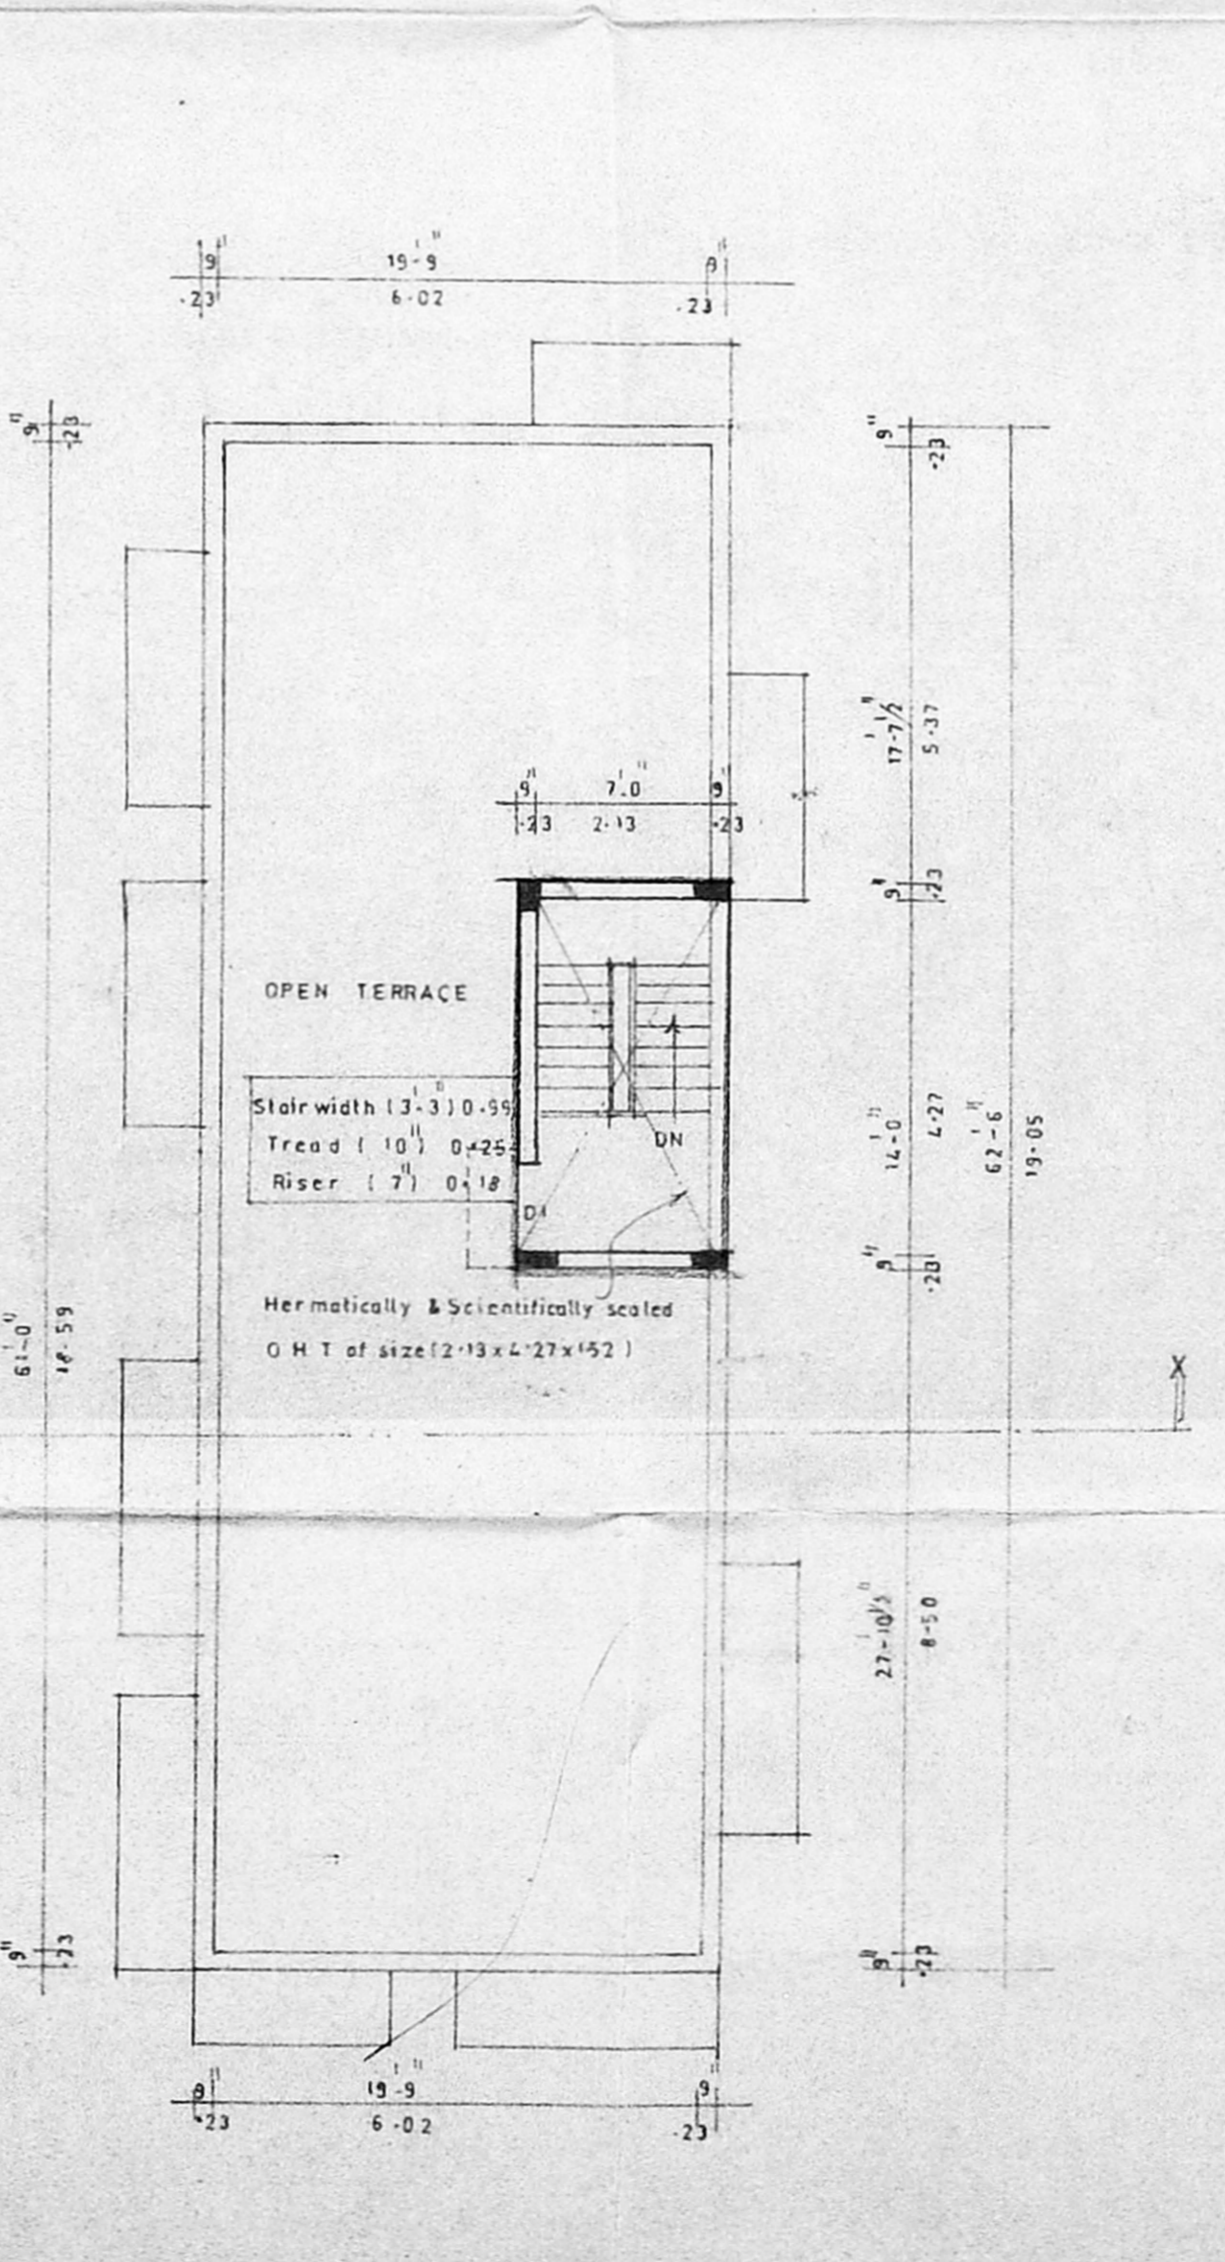 9" 19'-9" 9"
.23 6.02 .23
9"
.23
9"
.23
17'-7½"
5.37
9" 7'.0" 9"
.23 2.13 .23
9"
.23
OPEN TERRACE
Stair width (3'-3") 0.99
Tread ( 10") 0.25
Riser ( 7") 0.18
DN
D1
14'-0"
4.27
62'-6"
19.05
9"
.23
Hermatically & Scientifically sealed
O H T of size (2.13 x 4.27 x 1.52 )
61'-0"
18.59
X
8.50
9"
.23
9"
.23
19'-9" 9"
.23 6.02 .23